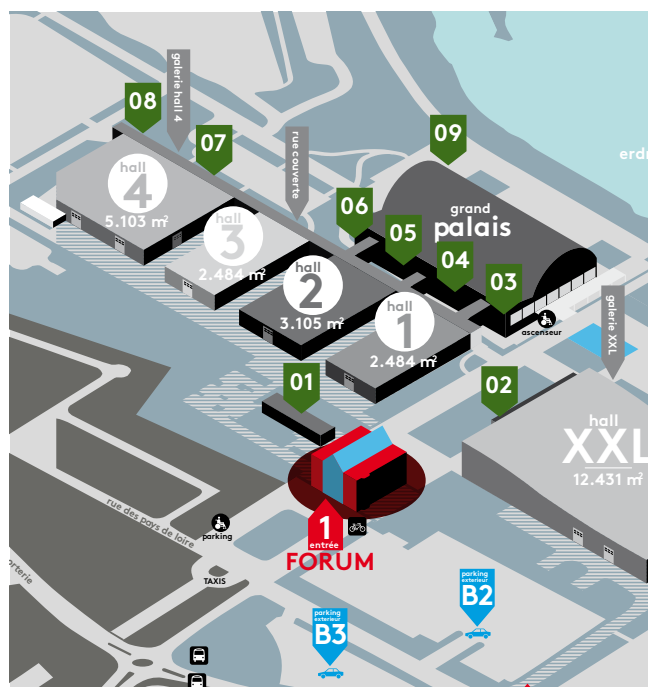 galerie hall 4
08
07
rue couverte
09
hall
4
5.103 m²
06
grand
palais
hall
3
2.484 m²
05
04
03
hall
2
3.105 m²
hall
1
2.484 m²
ascenseur
galerie XXL
01
02
hall
XXL
12.431 m²
rue des pays de loire
parking
1
entrée
FORUM
TAXIS
parking
exterieur
B2
parking
exterieur
B3